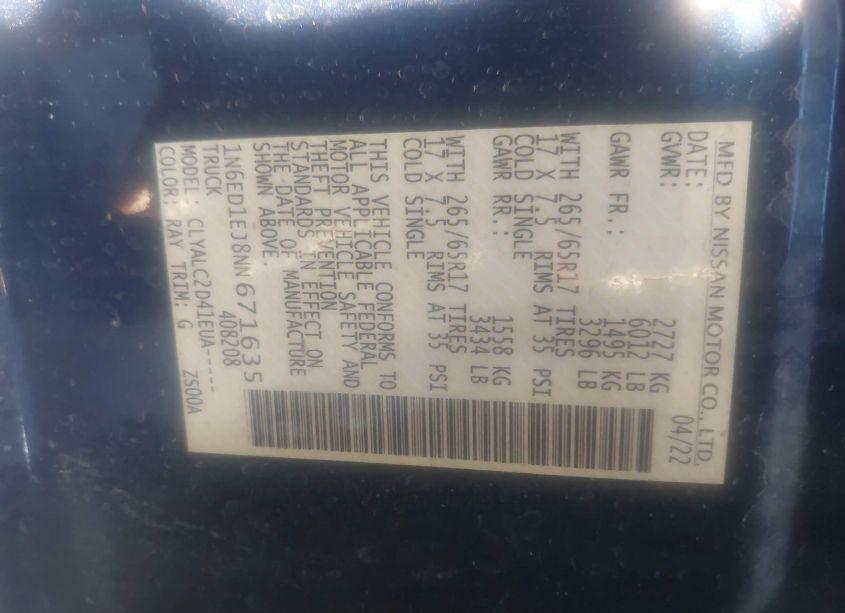 MFD BY NISSAN MOTOR CO., LTD.
DATE: 04/22
GVWR: 2727 KG
6012 LB
GAWR FR.: 1495 KG
3296 LB
WITH 265/65R17 TIRES
17 X 7.5 RIMS AT 35 PSI
COLD SINGLE
GAWR RR.: 1558 KG
3434 LB
WITH 265/65R17 TIRES
17 X 7.5 RIMS AT 35 PSI
COLD SINGLE
THIS VEHICLE CONFORMS TO
ALL APPLICABLE FEDERAL
MOTOR VEHICLE SAFETY AND
THEFT PREVENTION
STANDARDS IN EFFECT ON
THE DATE OF MANUFACTURE
SHOWN ABOVE.
1N6ED1EJ8NN671635
TRUCK 408208
MODEL: CLYALC2D41EUA-----
COLOR: RAY TRIM: G ZS00A